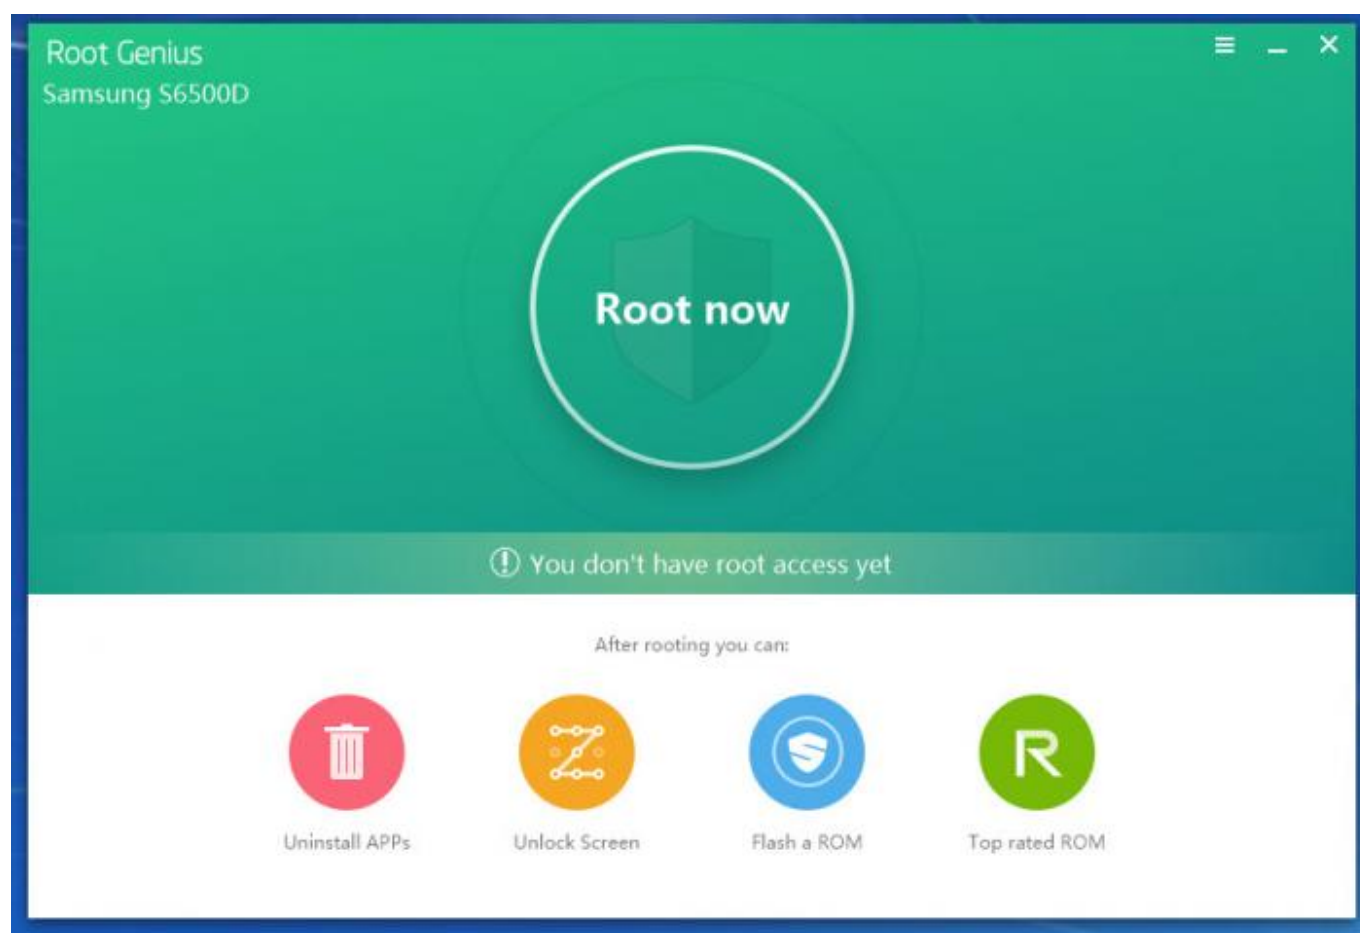 Root Genius
Samsung S6500D
Root now
You don't have root access yet
After rooting you can:
Uninstall APPs
Unlock Screen
Flash a ROM
Top rated ROM